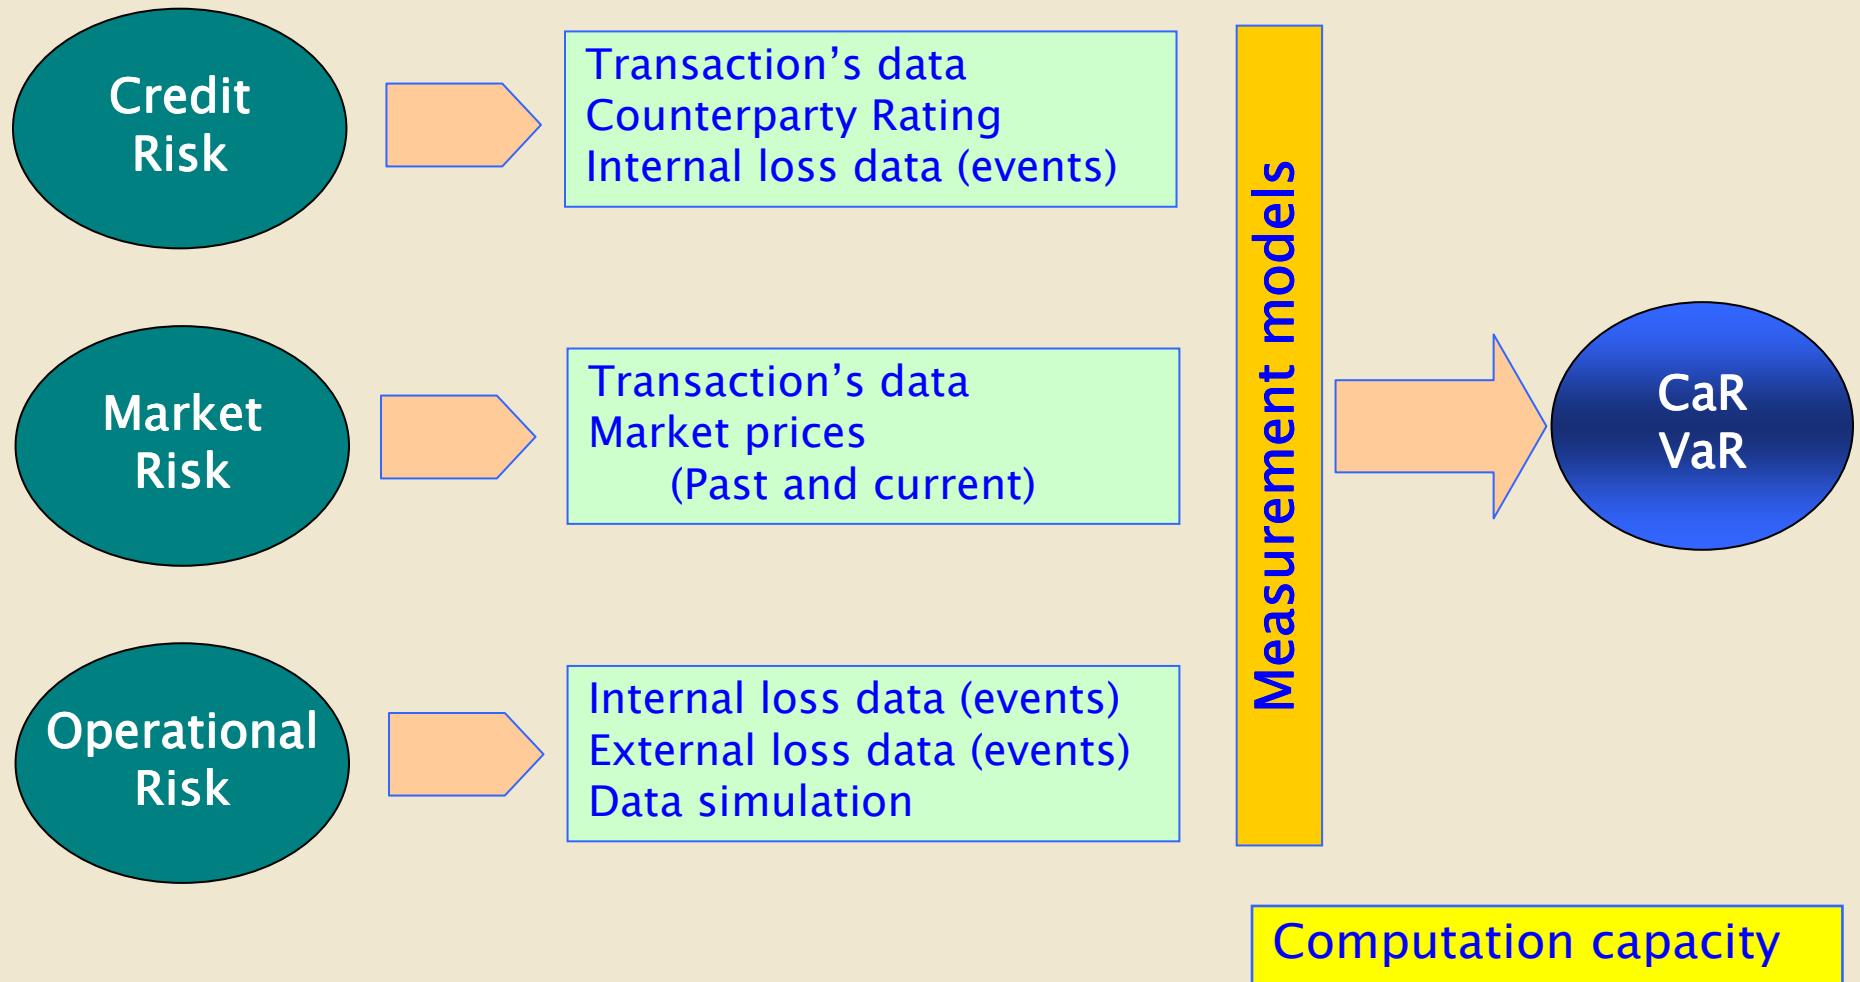 Credit
Risk
Transaction’s data
Counterparty Rating
Internal loss data (events)
Market
Risk
Transaction’s data
Market prices
(Past and current)
Operational
Risk
Internal loss data (events)
External loss data (events)
Data simulation
Measurement models
CaR
VaR
Computation capacity